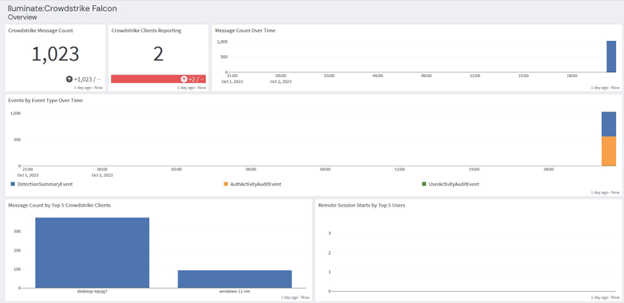 Iluminate:Crowdstrike Falcon
Overview
Crowdstrike Message Count
1,023
+1,023 / --
1 day ago - Now
Crowdstrike Clients Reporting
2
+2 / --
1 day ago - Now
Message Count Over Time
1,000
500
0
21:00
00:00
03:00
06:00
09:00
12:00
15:00
18:00
Oct 1, 2023
Oct 2, 2023
1 day ago - Now
Events by Event Type Over Time
1,000
500
0
21:00
00:00
03:00
06:00
09:00
12:00
15:00
18:00
Oct 1, 2023
Oct 2, 2023
DetectionSummaryEvent
AuthActivityAuditEvent
UserActivityAuditEvent
1 day ago - Now
Message Count by Top 5 Crowdstrike Clients
300
200
100
0
windows-11-vm
1 day ago - Now
Remote Session Starts by Top 5 Users
3
2
1
0
1 day ago - Now